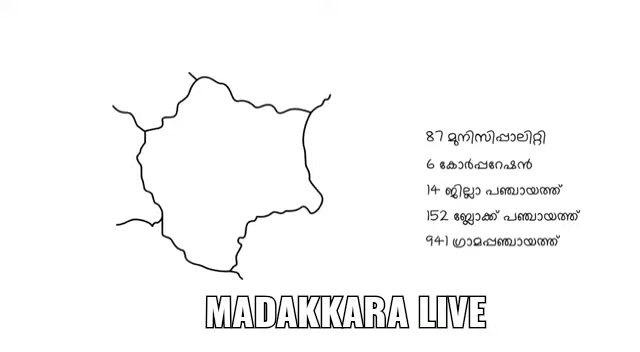 87 മുനിസിപ്പാലിറ്റി
6 കോർപ്പറേഷൻ
14 ജില്ലാ പഞ്ചായത്ത്
152 ബ്ലോക്ക് പഞ്ചായത്ത്
941 ഗ്രാമപഞ്ചായത്ത്
MADAKKARA LIVE